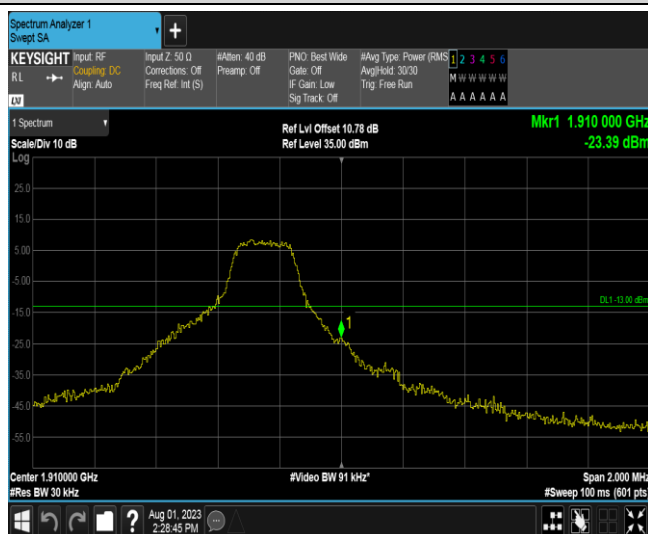 Spectrum Analyzer 1
Swept SA
+
KEYSIGHT
RL
LXI
Input: RF
Coupling: DC
Align: Auto
Input Z: 50 Ω
Corrections: Off
Freq Ref: Int (S)
#Atten: 40 dB
Preamp: Off
PNO: Best Wide
Gate: Off
IF Gain: Low
Sig Track: Off
#Avg Type: Power (RMS
Avg|Hold: 30/30
Trig: Free Run
1 2 3 4 5 6
M W W W W W
A A A A A A
1 Spectrum
Scale/Div 10 dB
Log
Ref Lvl Offset 10.78 dB
Ref Level 35.00 dBm
Mkr1 1.910 000 GHz
-23.39 dBm
25.0
15.0
5.00
-5.00
DL1 -13.00 dBm
-15.0
1
-25.0
-35.0
-45.0
-55.0
Center 1.910000 GHz
#Res BW 30 kHz
#Video BW 91 kHz*
Span 2.000 MHz
#Sweep 100 ms (601 pts)
?
Aug 01, 2023
2:28:45 PM